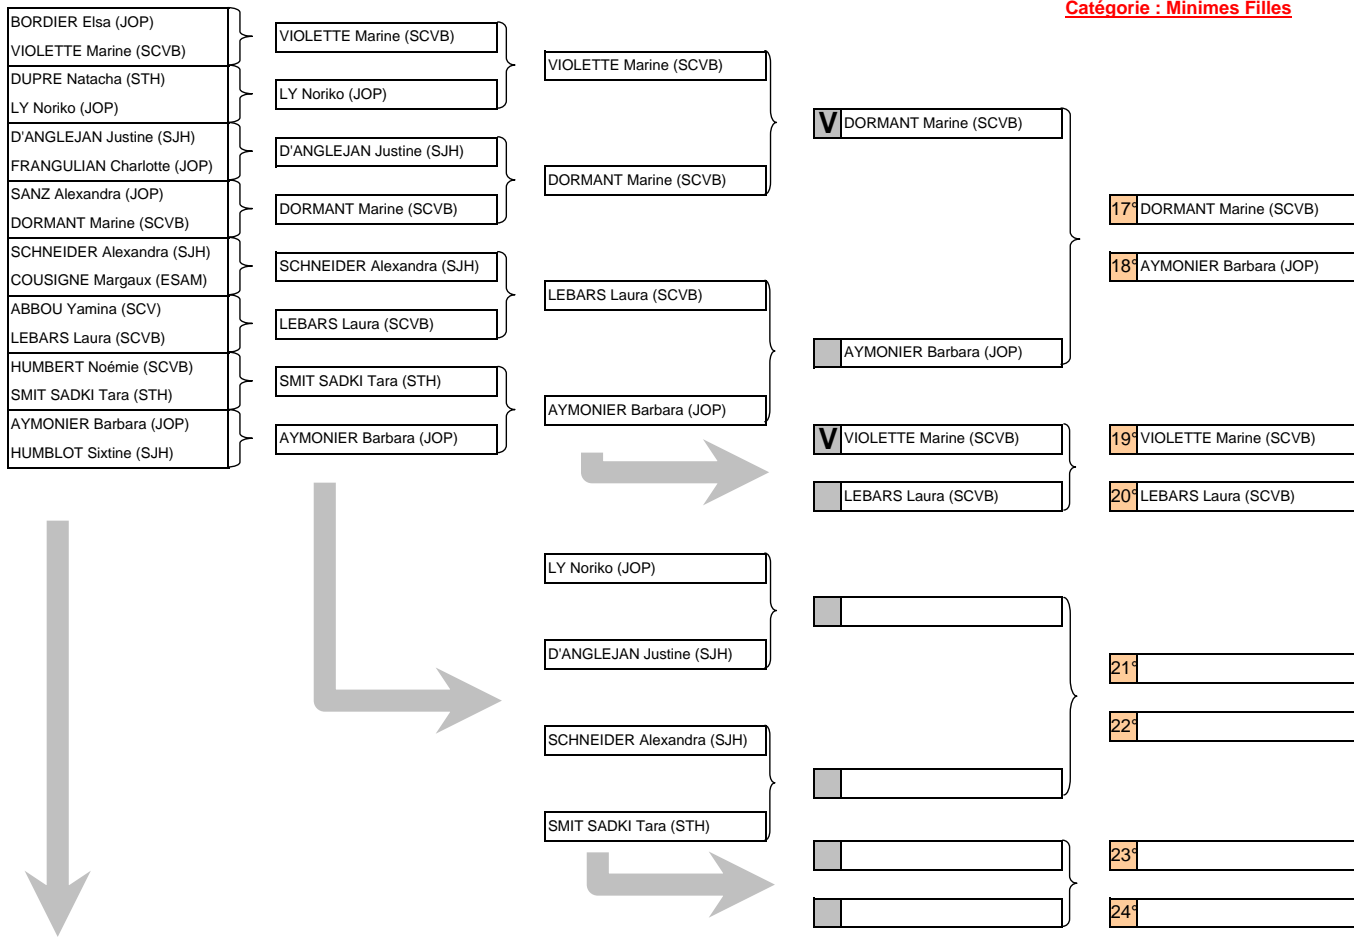 Catégorie : Minimes Filles
BORDIER Elsa (JOP)
VIOLETTE Marine (SCVB)
DUPRE Natacha (STH)
LY Noriko (JOP)
D'ANGLEJAN Justine (SJH)
FRANGULIAN Charlotte (JOP)
SANZ Alexandra (JOP)
DORMANT Marine (SCVB)
SCHNEIDER Alexandra (SJH)
COUSIGNE Margaux (ESAM)
ABBOU Yamina (SCV)
LEBARS Laura (SCVB)
HUMBERT Noémie (SCVB)
SMIT SADKI Tara (STH)
AYMONIER Barbara (JOP)
HUMBLOT Sixtine (SJH)
VIOLETTE Marine (SCVB)
LY Noriko (JOP)
D'ANGLEJAN Justine (SJH)
DORMANT Marine (SCVB)
SCHNEIDER Alexandra (SJH)
LEBARS Laura (SCVB)
SMIT SADKI Tara (STH)
AYMONIER Barbara (JOP)
VIOLETTE Marine (SCVB)
DORMANT Marine (SCVB)
LEBARS Laura (SCVB)
AYMONIER Barbara (JOP)
LY Noriko (JOP)
D'ANGLEJAN Justine (SJH)
SCHNEIDER Alexandra (SJH)
SMIT SADKI Tara (STH)
V DORMANT Marine (SCVB)
AYMONIER Barbara (JOP)
V VIOLETTE Marine (SCVB)
LEBARS Laura (SCVB)
17° DORMANT Marine (SCVB)
18° AYMONIER Barbara (JOP)
19° VIOLETTE Marine (SCVB)
20° LEBARS Laura (SCVB)
21°
22°
23°
24°